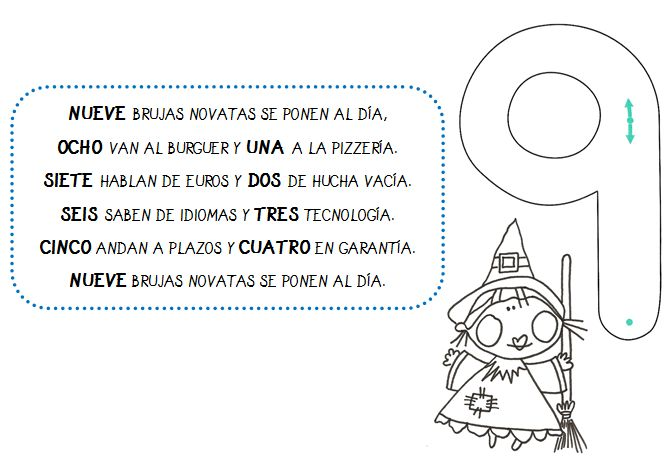 NUEVE BRUJAS NOVATAS SE PONEN AL DÍA,
OCHO VAN AL BURGUER Y UNA A LA PIZZERÍA.
SIETE HABLAN DE EUROS Y DOS DE HUCHA VACÍA.
SEIS SABEN DE IDIOMAS Y TRES TECNOLOGÍA.
CINCO ANDAN A PLAZOS Y CUATRO EN GARANTÍA.
NUEVE BRUJAS NOVATAS SE PONEN AL DÍA.
9